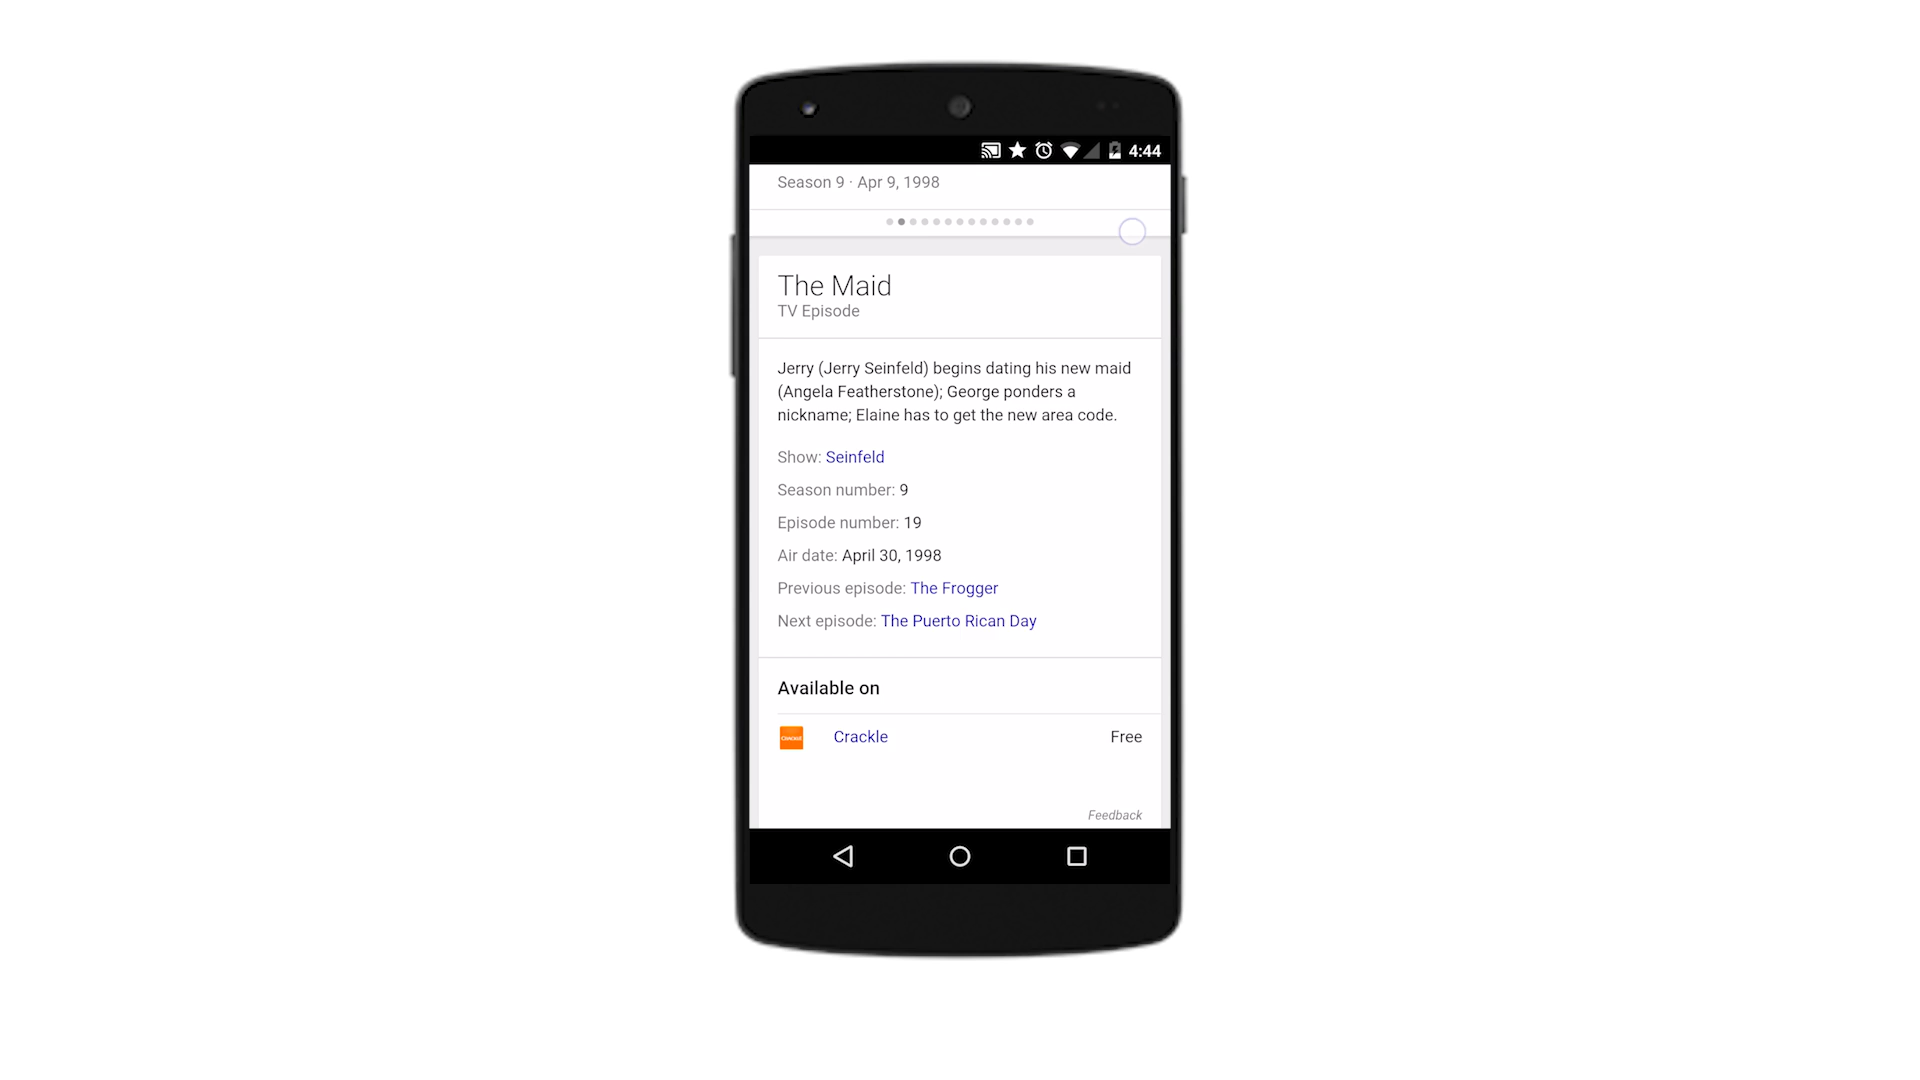 4:44
Season 9 · Apr 9, 1998
The Maid
TV Episode
Jerry (Jerry Seinfeld) begins dating his new maid
(Angela Featherstone); George ponders a
nickname; Elaine has to get the new area code.
Show: Seinfeld
Season number: 9
Episode number: 19
Air date: April 30, 1998
Previous episode: The Frogger
Next episode: The Puerto Rican Day
Available on
Crackle Free
Feedback